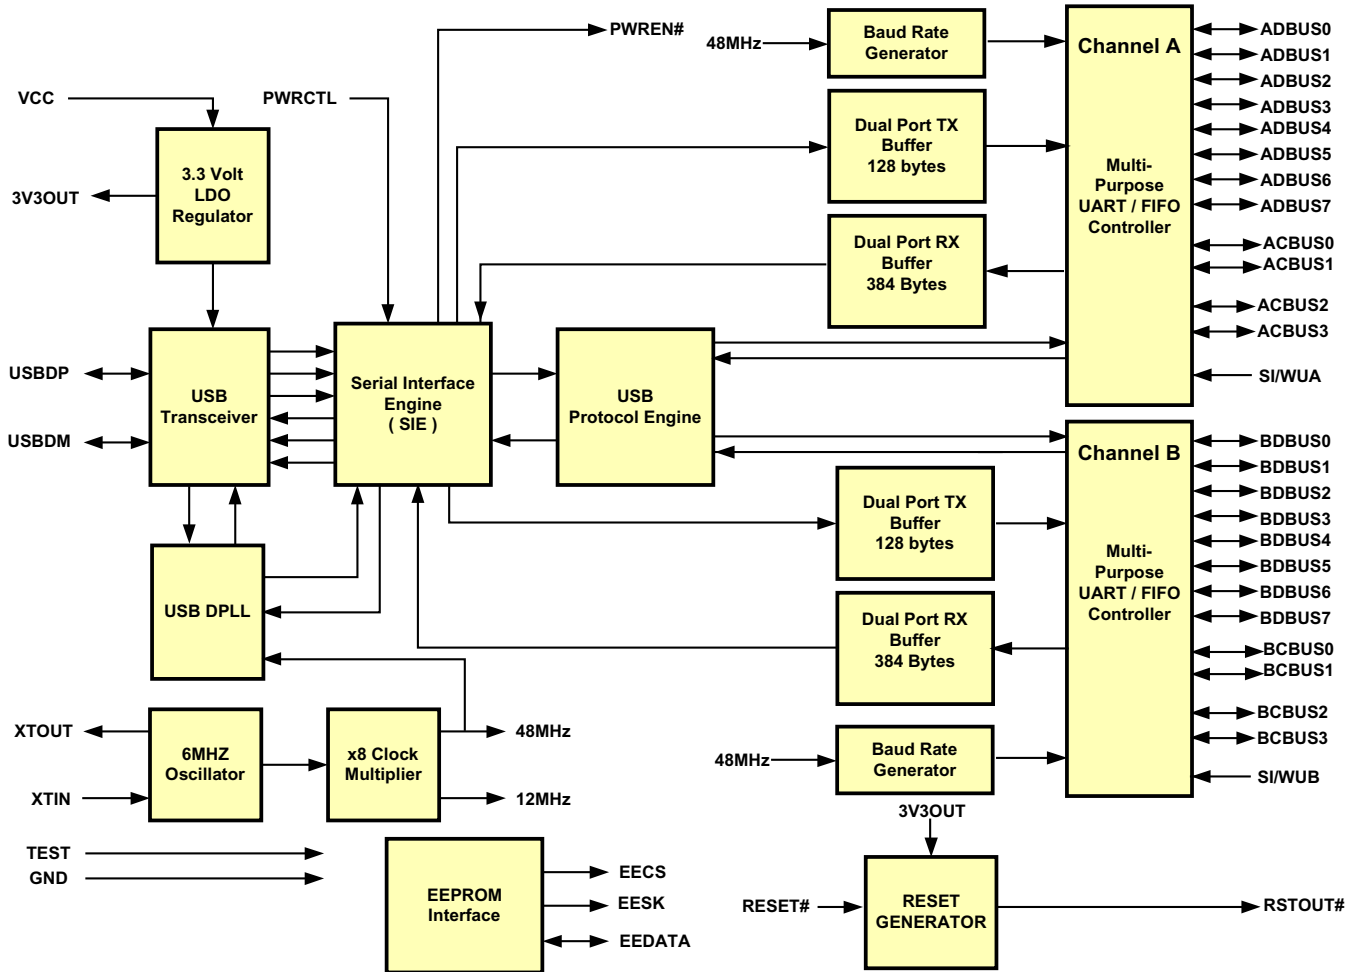 PWREN#
48MHz
Baud Rate
Generator
Channel A
Multi-
Purpose
UART / FIFO
Controller
ADBUS0
ADBUS1
ADBUS2
ADBUS3
ADBUS4
ADBUS5
ADBUS6
ADBUS7
ACBUS0
ACBUS1
ACBUS2
ACBUS3
SI/WUA
VCC
PWRCTL
3.3 Volt
LDO
Regulator
3V3OUT
Dual Port TX
Buffer
128 bytes
Dual Port RX
Buffer
384 Bytes
USBDP
USBDM
USB
Transceiver
Serial Interface
Engine
( SIE )
USB
Protocol Engine
Channel B
Multi-
Purpose
UART / FIFO
Controller
BDBUS0
BDBUS1
BDBUS2
BDBUS3
BDBUS4
BDBUS5
BDBUS6
BDBUS7
BCBUS0
BCBUS1
BCBUS2
BCBUS3
SI/WUB
Dual Port TX
Buffer
128 bytes
Dual Port RX
Buffer
384 Bytes
USB DPLL
XTOUT
XTIN
6MHZ
Oscillator
x8 Clock
Multiplier
48MHz
12MHz
48MHz
Baud Rate
Generator
TEST
GND
EEPROM
Interface
EECS
EESK
EEDATA
3V3OUT
RESET#
RESET
GENERATOR
RSTOUT#